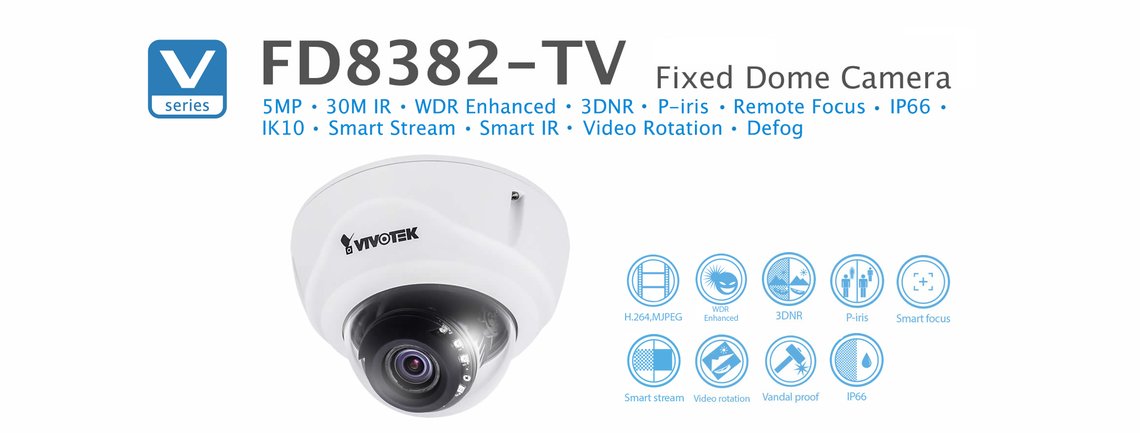 V
series
FD8382-TV Fixed Dome Camera
5MP • 30M IR • WDR Enhanced • 3DNR • P-iris • Remote Focus • IP66 •
IK10 • Smart Stream • Smart IR • Video Rotation • Defog
VIVOTEK
H.264,MJPEG
WDR
Enhanced
3DNR
P-iris
Smart focus
Smart stream
Video rotation
Vandal proof
IP66